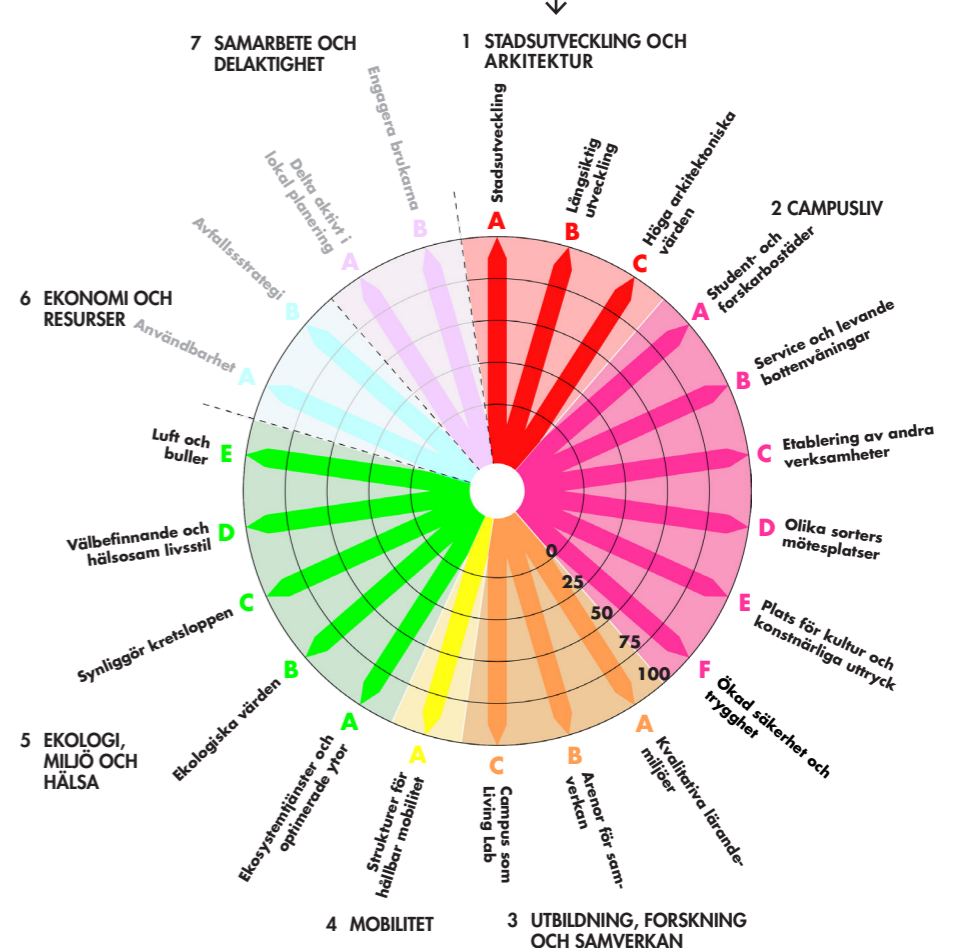 7 SAMARBETE OCH
DELAKTIGHET
1 STADSUTVECKLING OCH
ARKITEKTUR
A
Stadsutveckling
B
Långsiktig
utveckling
C
Höga arkitektoniska
värden
2 CAMPUSLIV
A
Student- och
forskarbostäder
B
Service och levande
bottenvåningar
C
Etablering av andra
verksamheter
D
Olika sorters
mötesplatser
E
Plats för kultur och
konstnärliga uttryck
F
Ökad säkerhet och
trygghet
0
25
50
75
100
A
Kvalitativa lärande-
miljöer
B
Arenor för sam-
verkan
C
Campus som
Living Lab
3 UTBILDNING, FORSKNING
OCH SAMVERKAN
A
Strukturer för
hållbar mobilitet
4 MOBILITET
A
Ekosystemtjänster och
optimerade ytor
B
Ekologiska värden
C
Synliggör kretsloppen
D
Välbefinnande och
hälsosam livsstil
E
Luft och
buller
5 EKOLOGI,
MILJÖ OCH
HÄLSA
6 EKONOMI OCH
RESURSER
A
Användbarhet
B
Avfallssstrategi
A
Delta aktivt i
lokal planering
B
Engagera brukarna